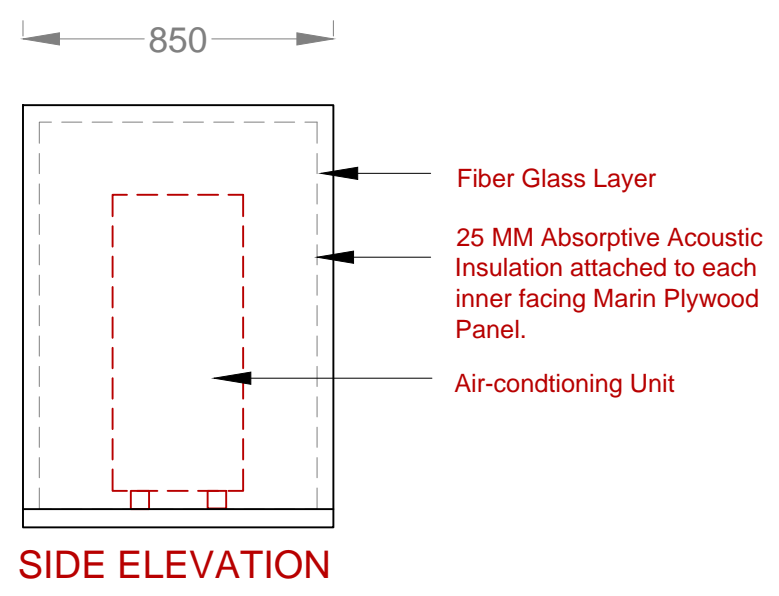 850
Fiber Glass Layer
25 MM Absorptive Acoustic
Insulation attached to each
inner facing Marin Plywood
Panel.
Air-condtioning Unit
SIDE ELEVATION